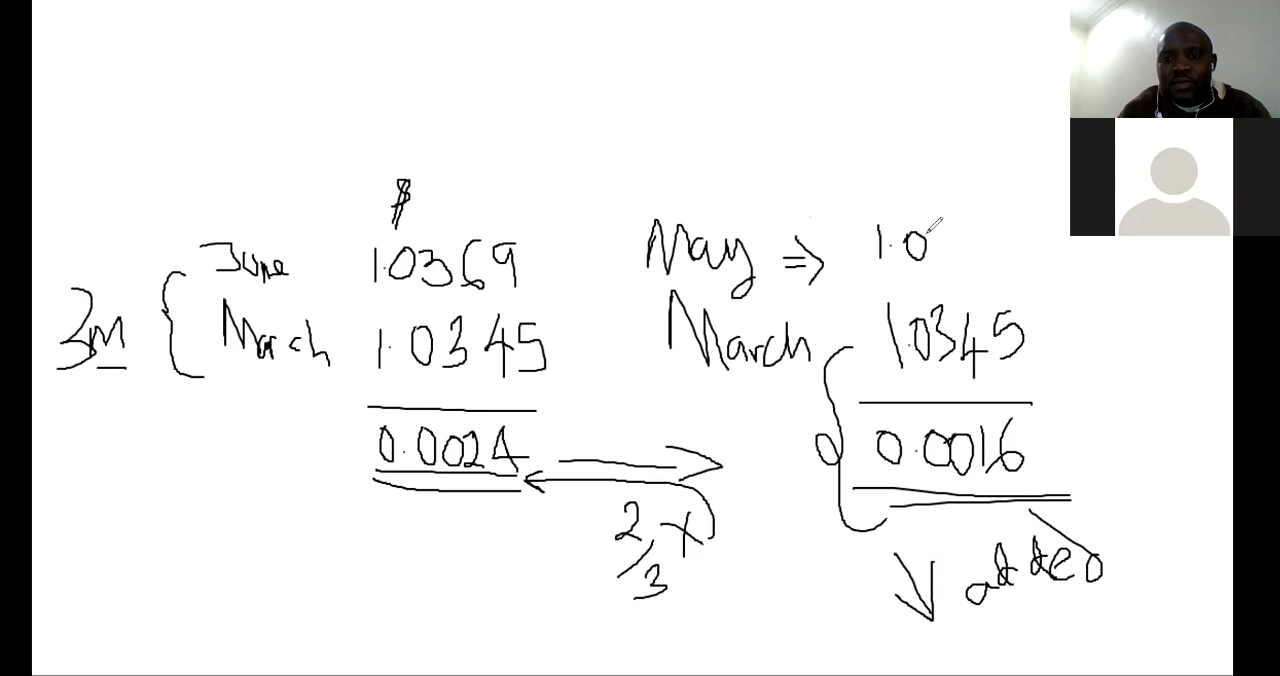 $
June 1.0369
3m March 1.0345
0.0024
May ⇒ 1.0
March 1.0345
0.0016
2/3 x
added